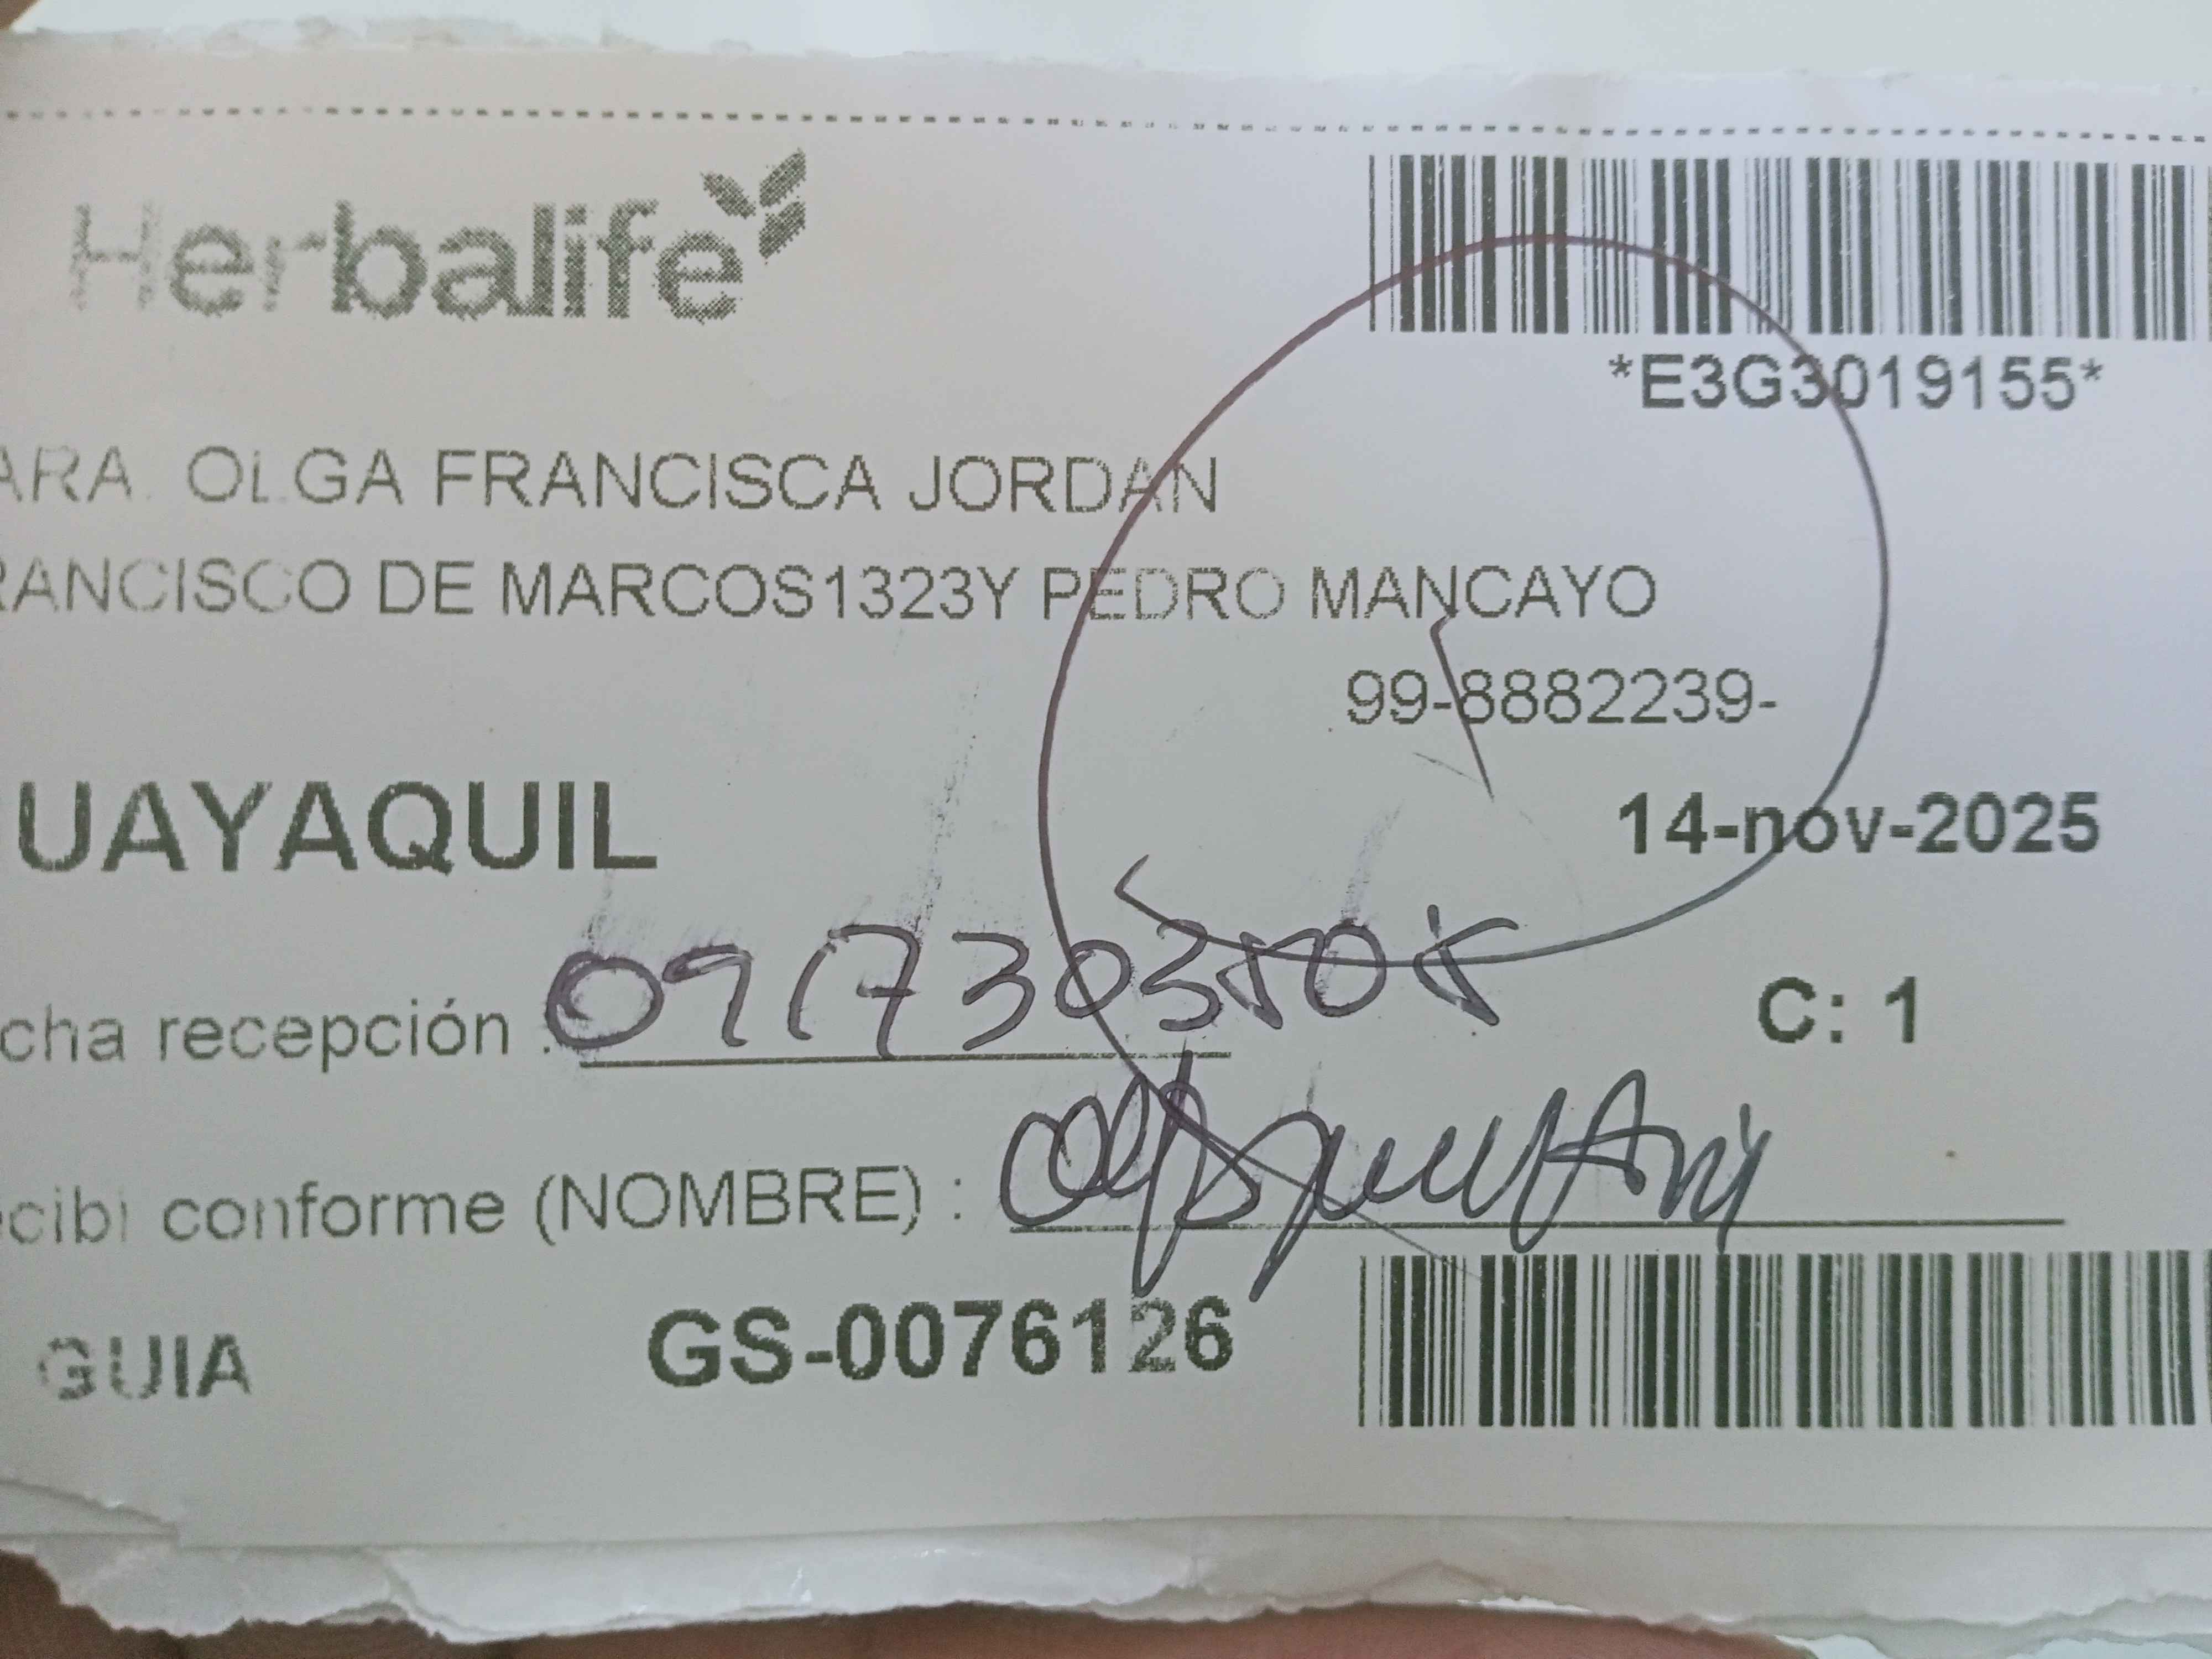 Herbalife
*E3G3019155*
ARA. OLGA FRANCISCA JORDAN
RANCISCO DE MARCOS1323Y PEDRO MANCAYO
99-8882239-
UAYAQUIL
14-nov-2025
cha recepción : 0917303505
C: 1
cibi conforme (NOMBRE) :
GUIA GS-0076126